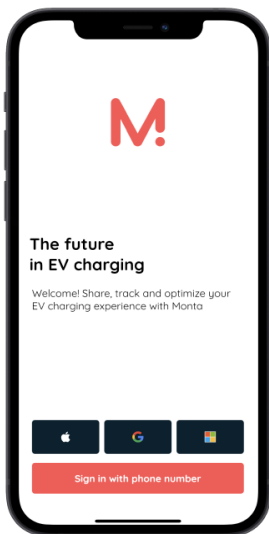 M!
The future
in EV charging
Welcome! Share, track and optimize your
EV charging experience with Monta
G
Sign in with phone number